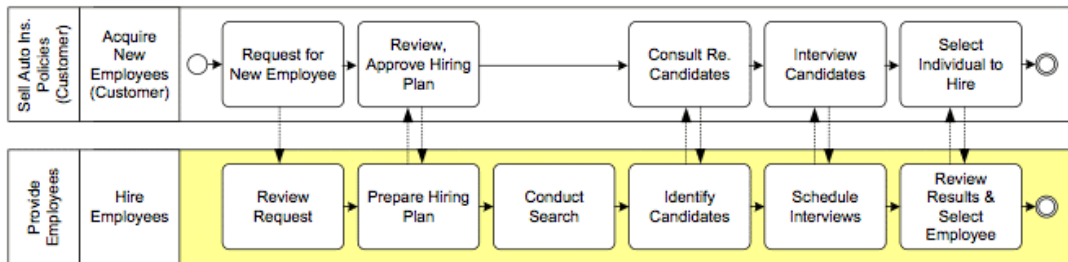 Sell Auto Ins.
Policies
(Customer)
Acquire
New
Employees
(Customer)
Request for
New Employee
Review,
Approve Hiring
Plan
Consult Re.
Candidates
Interview
Candidates
Select
Individual to
Hire
Provide
Employees
Hire
Employees
Review
Request
Prepare Hiring
Plan
Conduct
Search
Identify
Candidates
Schedule
Interviews
Review
Results &
Select
Employee